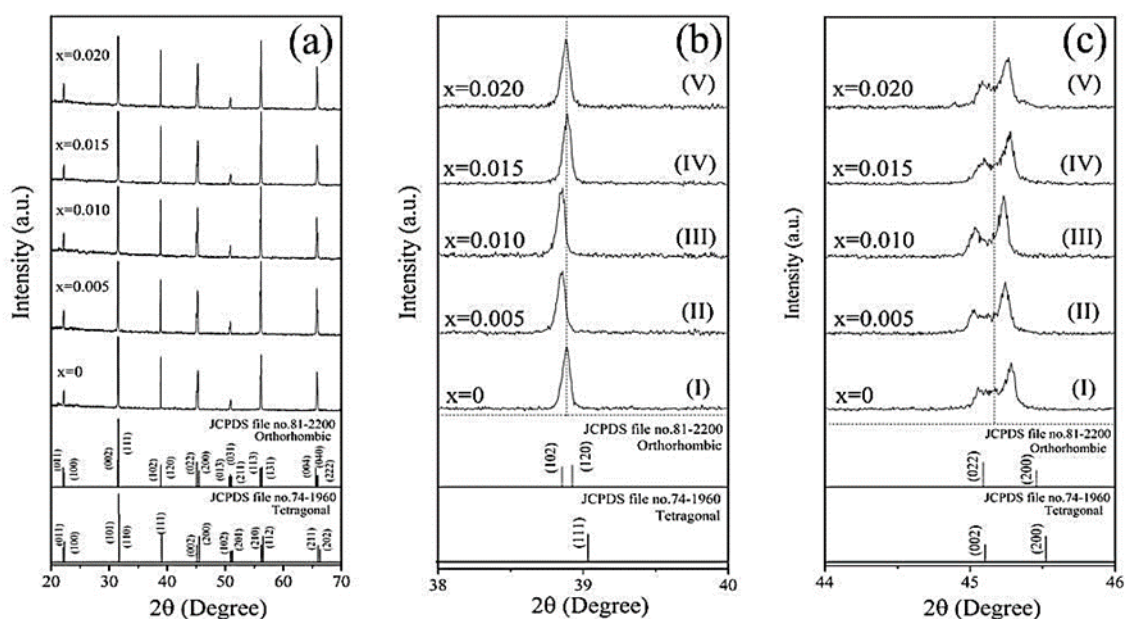 (a)
x=0.020
x=0.015
x=0.010
x=0.005
x=0
Intensity (a.u.)
JCPDS file no.81-2200
Orthorhombic
(011)
(100)
(002)
(111)
(102)
(120)
(022)
(200)
(013)
(031)
(211)
(113)
(131)
(004)
(040)
(222)
JCPDS file no.74-1960
Tetragonal
(011)
(100)
(101)
(110)
(111)
(002)
(200)
(102)
(201)
(210)
(112)
(211)
(202)
20 30 40 50 60 70
2θ (Degree)
(b)
x=0.020 (V)
x=0.015 (IV)
x=0.010 (III)
x=0.005 (II)
x=0 (I)
Intensity (a.u.)
JCPDS file no.81-2200
Orthorhombic
(102)
(120)
JCPDS file no.74-1960
Tetragonal
(111)
38 39 40
2θ (Degree)
(c)
x=0.020 (V)
x=0.015 (IV)
x=0.010 (III)
x=0.005 (II)
x=0 (I)
Intensity (a.u.)
JCPDS file no.81-2200
Orthorhombic
(022)
(200)
JCPDS file no.74-1960
Tetragonal
(002)
(200)
44 45 46
2θ (Degree)